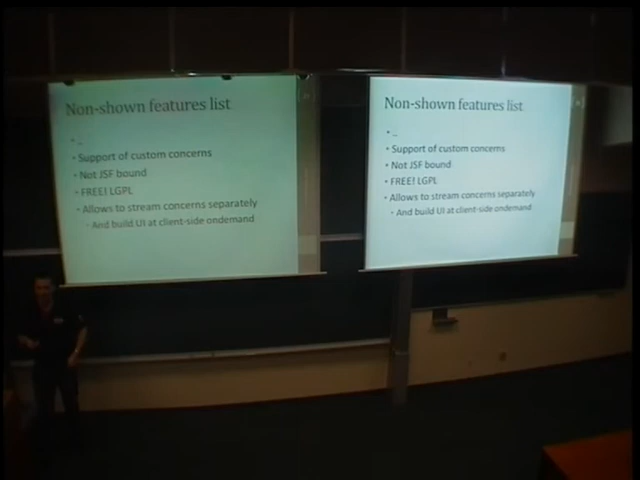 Non-shown features list
• ..
• Support of custom concerns
• Not JSF bound
• FREE! LGPL
• Allows to stream concerns separately
• And build UI at client-side ondemand
Non-shown features list
• ..
• Support of custom concerns
• Not JSF bound
• FREE! LGPL
• Allows to stream concerns separately
• And build UI at client-side ondemand